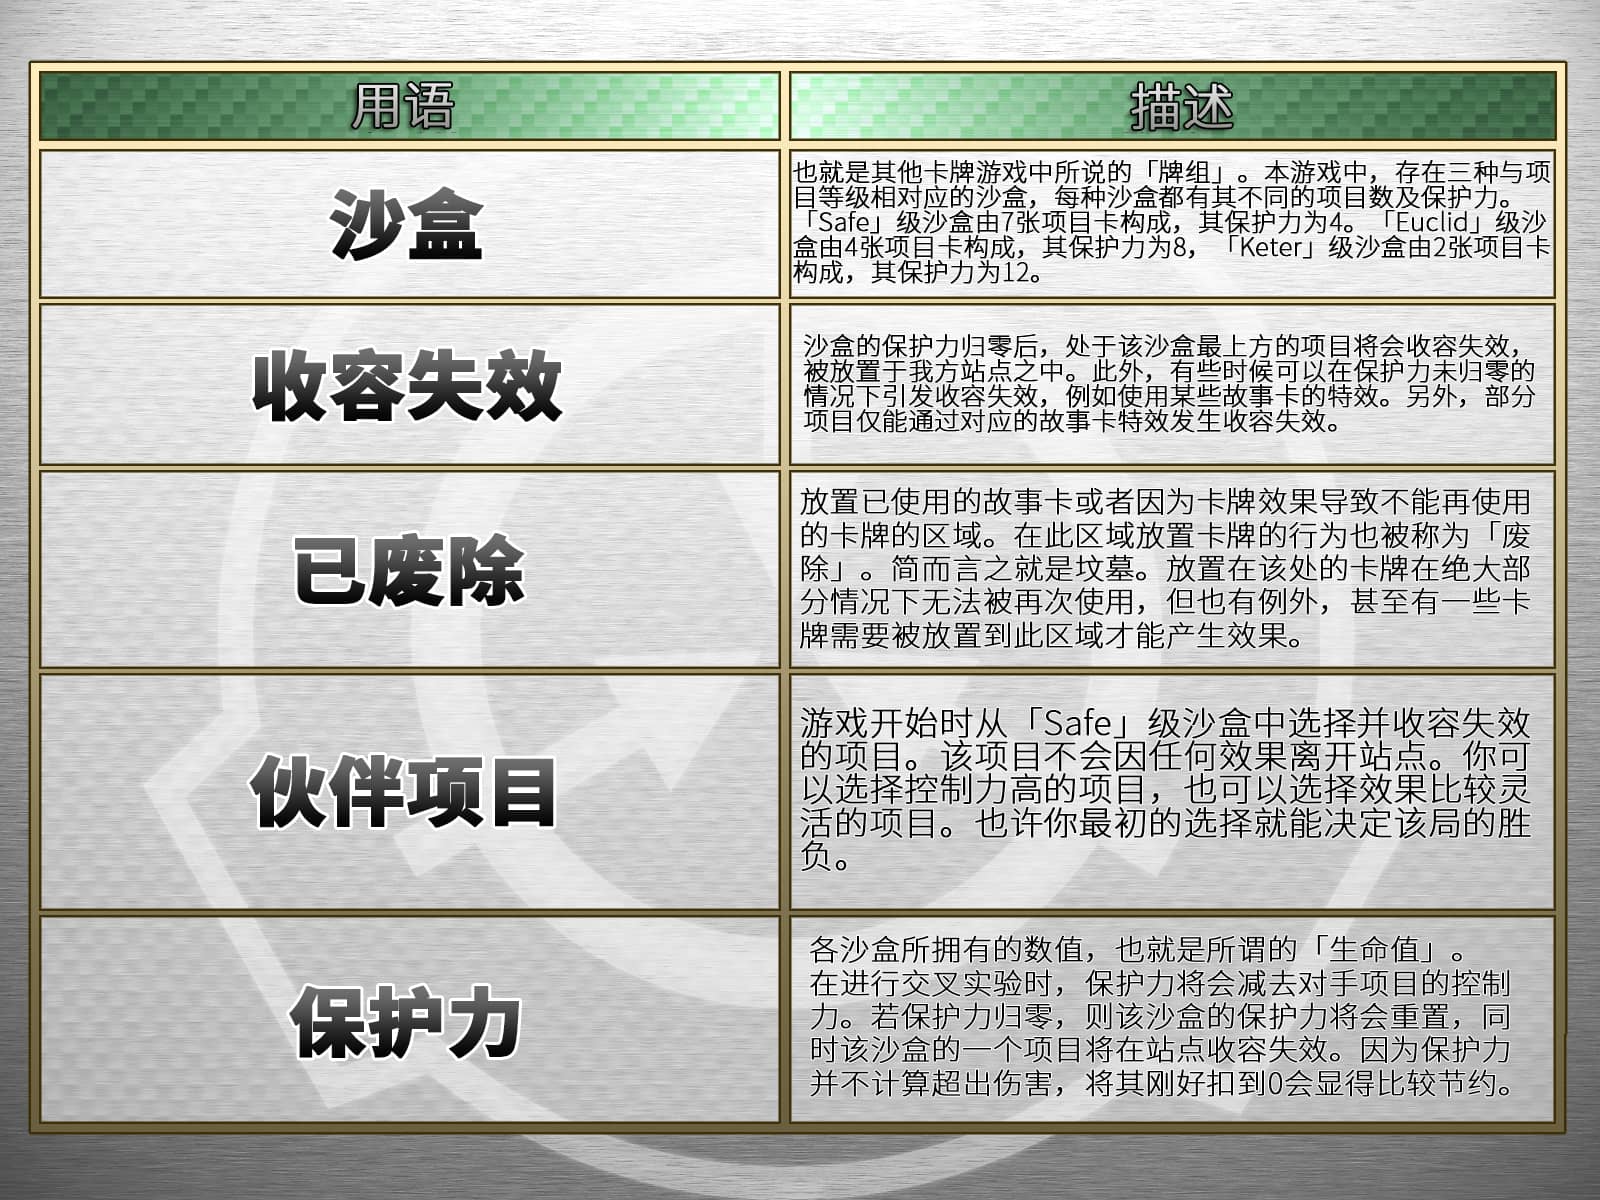 用语
描述
沙盒
也就是其他卡牌游戏中所说的「牌组」。本游戏中，存在三种与项
目等级相对应的沙盒，每种沙盒都有其不同的项目数及保护力。
「Safe」级沙盒由7张项目卡构成，其保护力为4。「Euclid」级沙
盒由4张项目卡构成，其保护力为8，「Keter」级沙盒由2张项目卡
构成，其保护力为12。
收容失效
沙盒的保护力归零后，处于该沙盒最上方的项目将会收容失效，
被放置于我方站点之中。此外，有些时候可以在保护力未归零的
情况下引发收容失效，例如使用某些故事卡的特效。另外，部分
项目仅能通过对应的故事卡特效发生收容失效。
已废除
放置已使用的故事卡或者因为卡牌效果导致不能再使用
的卡牌的区域。在此区域放置卡牌的行为也被称为「废
除」。简而言之就是坟墓。放置在该处的卡牌在绝大部
分情况下无法被再次使用，但也有例外，甚至有一些卡
牌需要被放置到此区域才能产生效果。
伙伴项目
游戏开始时从「Safe」级沙盒中选择并收容失效
的项目。该项目不会因任何效果离开站点。你可
以选择控制力高的项目，也可以选择效果比较灵
活的项目。也许你最初的选择就能决定该局的胜
负。
保护力
各沙盒所拥有的数值，也就是所谓的「生命值」。
在进行交叉实验时，保护力将会减去对手项目的控制
力。若保护力归零，则该沙盒的保护力将会重置，同
时该沙盒的一个项目将在站点收容失效。因为保护力
并不计算超出伤害，将其刚好扣到0会显得比较节约。